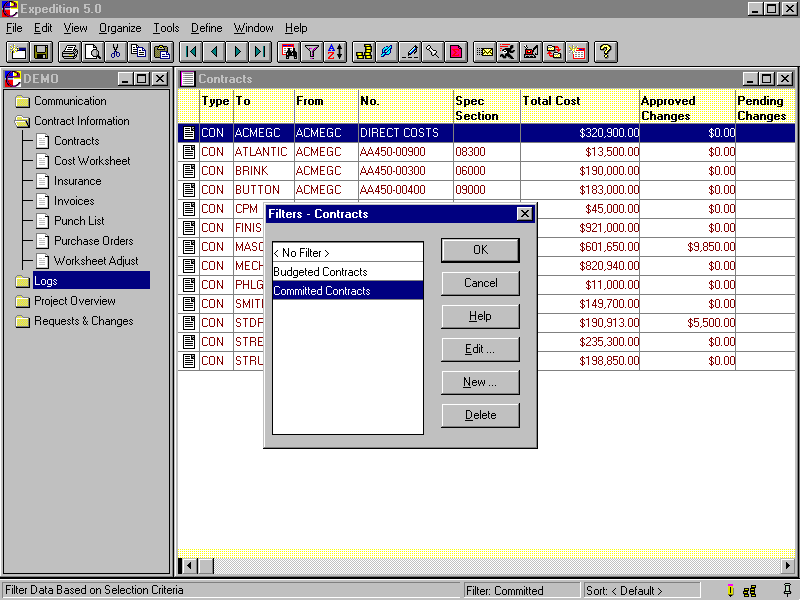 Expedition 5.0
File Edit View Organize Tools Define Window Help
DEMO
Communication
Contract Information
Contracts
Cost Worksheet
Insurance
Invoices
Punch List
Purchase Orders
Worksheet Adjust
Logs
Project Overview
Requests & Changes
Contracts
Type To From No. Spec Section Total Cost Approved Changes Pending Changes
CON ACMEGC ACMEGC DIRECT COSTS $320,900.00 $0.00
CON ATLANTIC ACMEGC AA450-00900 08300 $13,500.00 $0.00
CON BRINK ACMEGC AA450-00300 06000 $190,000.00 $0.00
CON BUTTON ACMEGC AA450-00400 09000 $183,000.00 $0.00
CON CPM $45,000.00 $0.00
CON FINIS $921,000.00 $0.00
CON MASC $601,650.00 $9,850.00
CON MECH $820,940.00 $0.00
CON PHLG $11,000.00 $0.00
CON SMIT $149,700.00 $0.00
CON STDF $190,913.00 $5,500.00
CON STRE $235,300.00 $0.00
CON STRU $198,850.00 $0.00
Filters - Contracts
< No Filter >
Budgeted Contracts
Committed Contracts
OK
Cancel
Help
Edit ...
New ...
Delete
Filter Data Based on Selection Criteria
Filter: Committed
Sort: < Default >